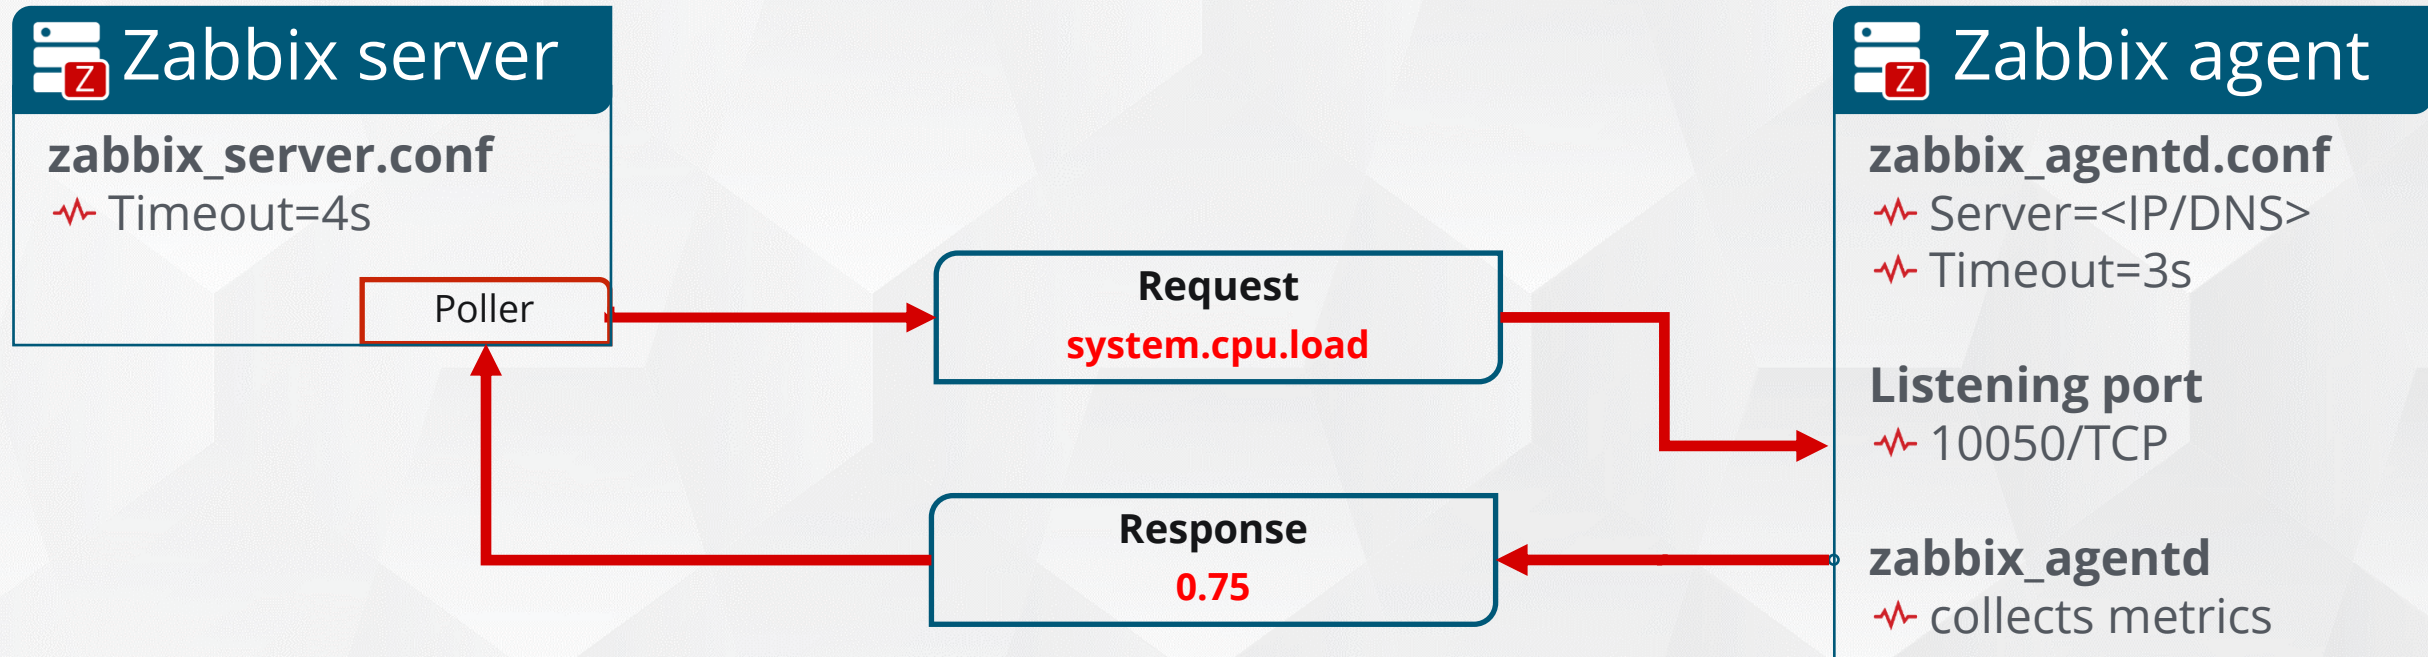 Z Zabbix server
zabbix_server.conf
Timeout=4s
Poller
Request
system.cpu.load
Response
0.75
Z Zabbix agent
zabbix_agentd.conf
Server=<IP/DNS>
Timeout=3s
Listening port
10050/TCP
zabbix_agentd
collects metrics